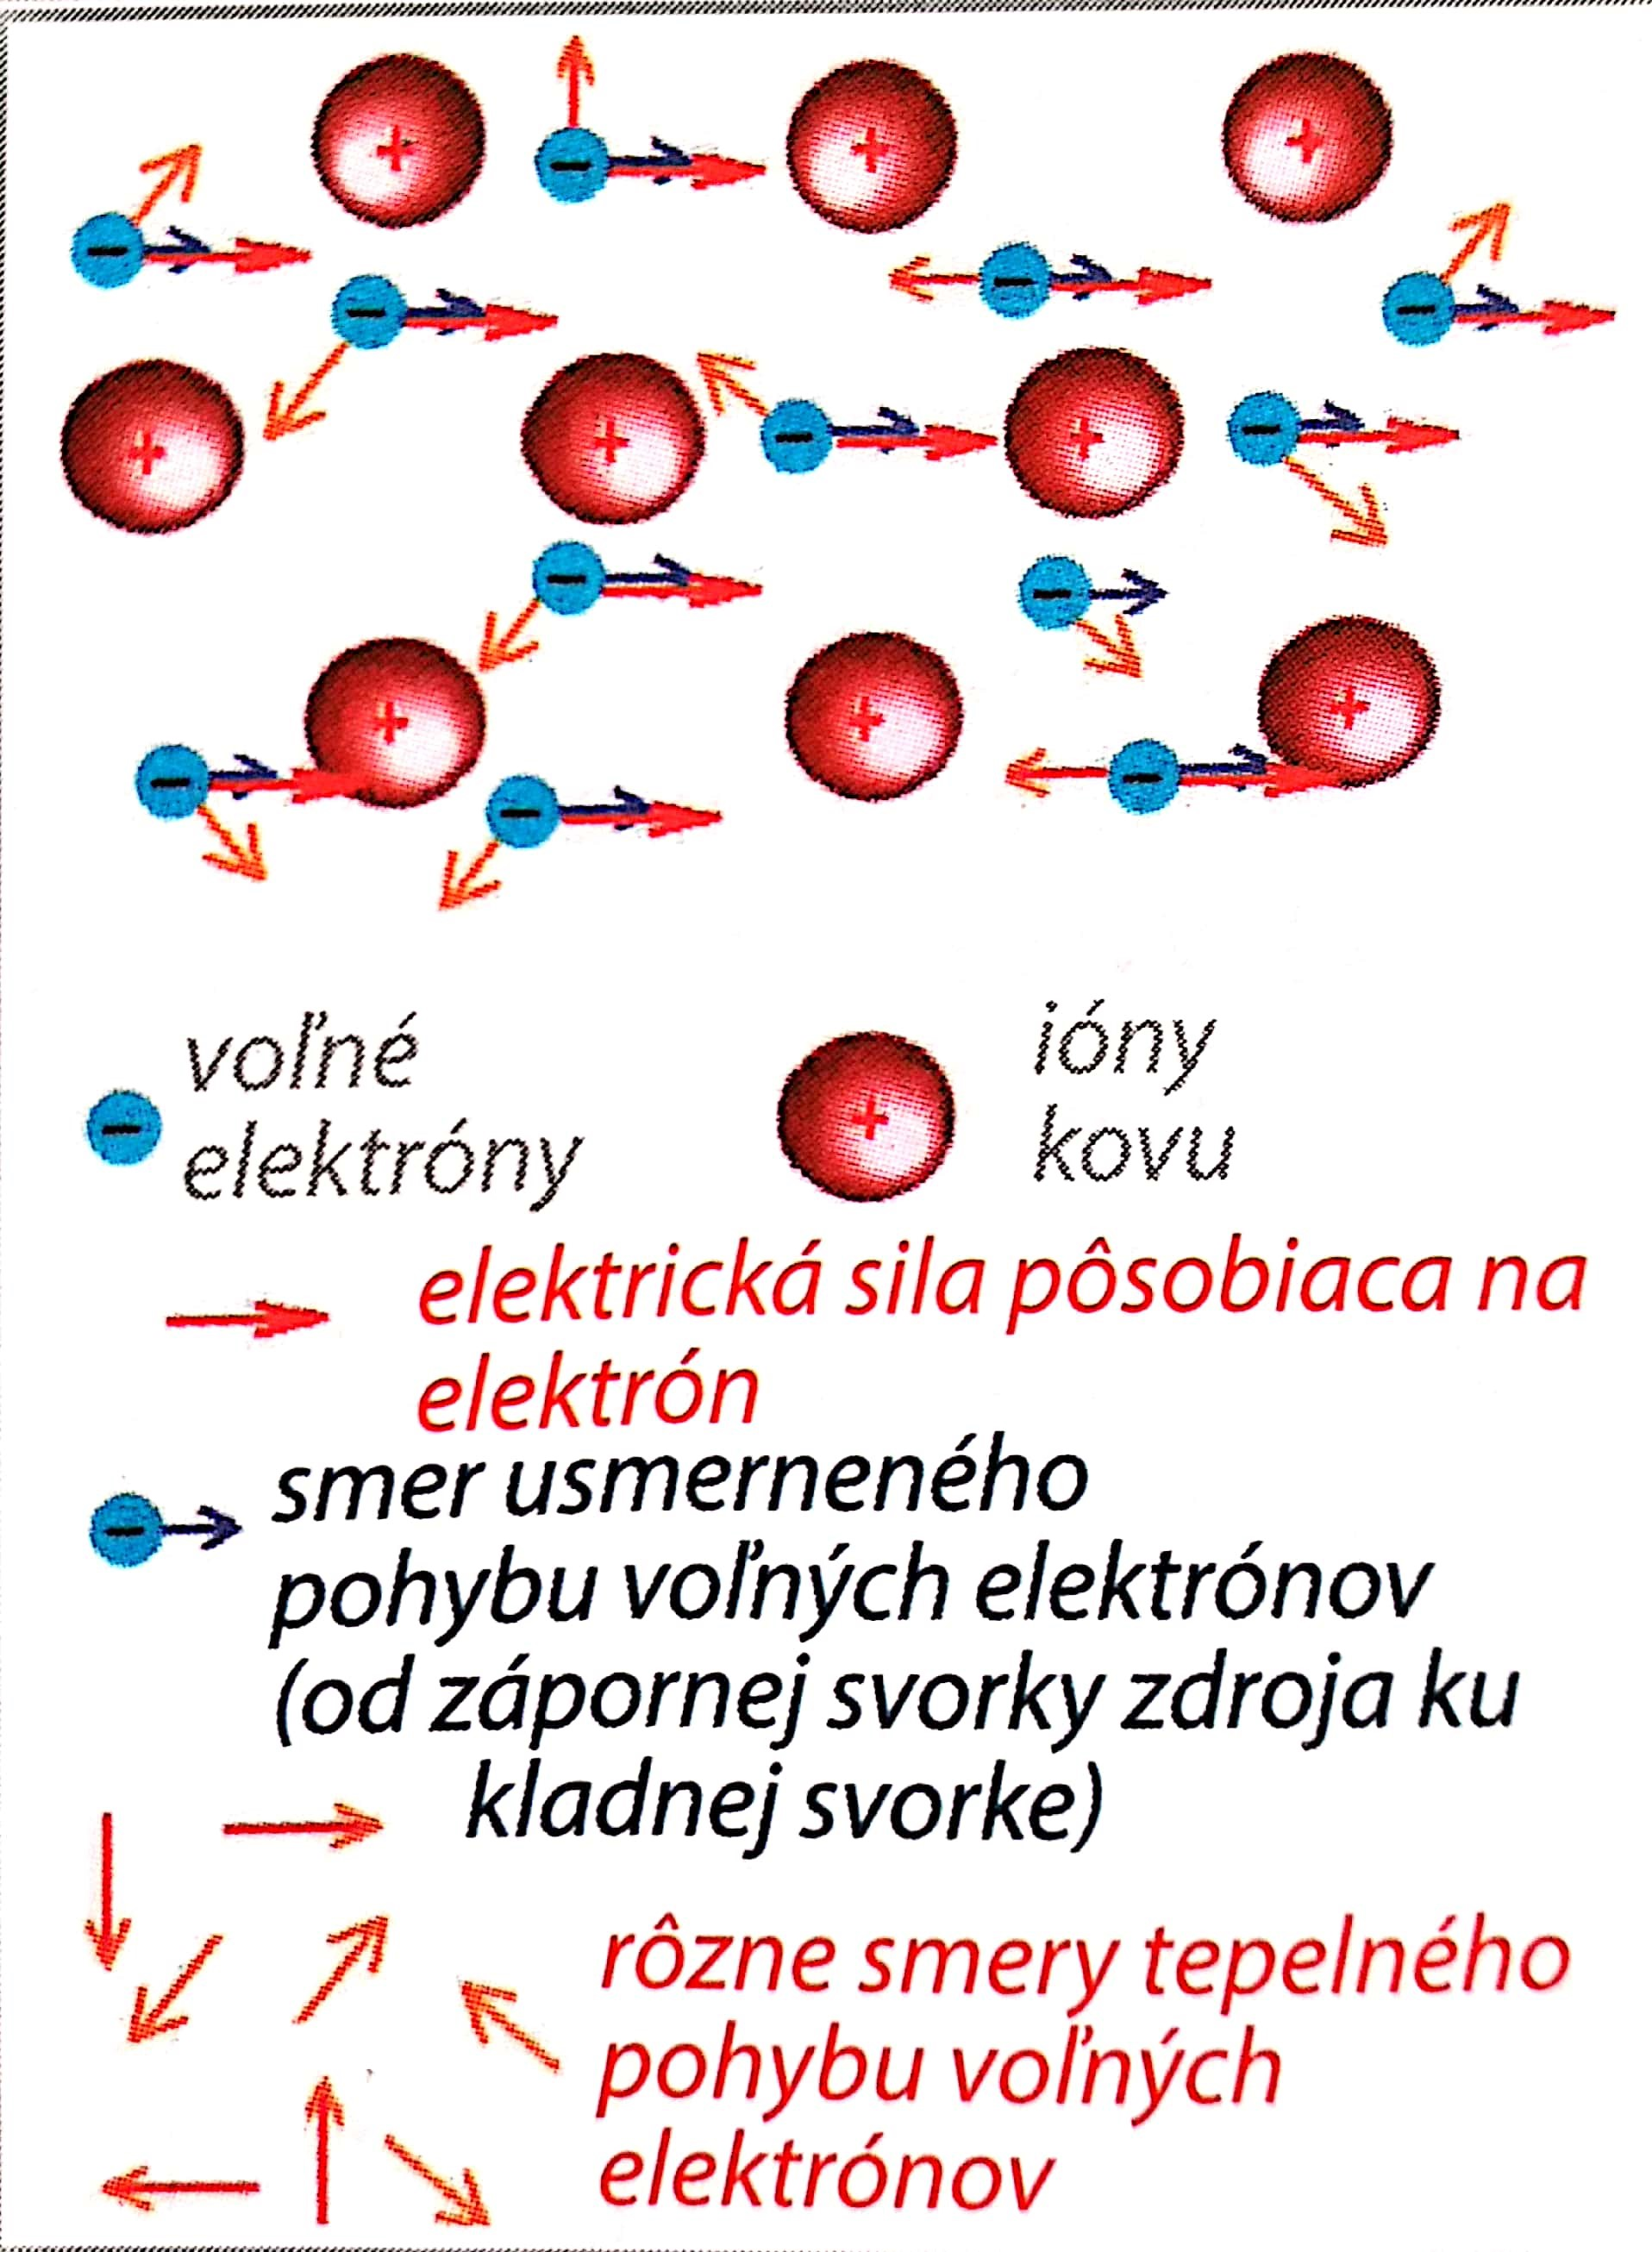 voľné
elektróny
ióny
kovu
elektrická sila pôsobiaca na
elektrón
smer usmerneného
pohybu voľných elektrónov
(od zápornej svorky zdroja ku
kladnej svorke)
rôzne smery tepelného
pohybu voľných
elektrónov